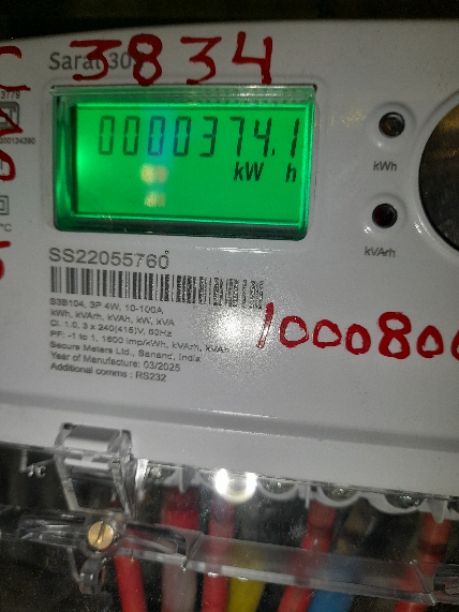 3834
Saral 30
0000374.1
kW h
kWh
kVArh
SS22055760
S3B104, 3P 4W, 10-100A
kWh, kVArh, kVAh, kW, kVA
Cl. 1.0, 3 x 240(415)V, 50Hz
PF: -1 to 1, 1600 imp/kWh, kVArh, kVAh
Secure Meters Ltd., Sanand, India
Year of Manufacture: 03/2025
Additional comms : RS232
1000800